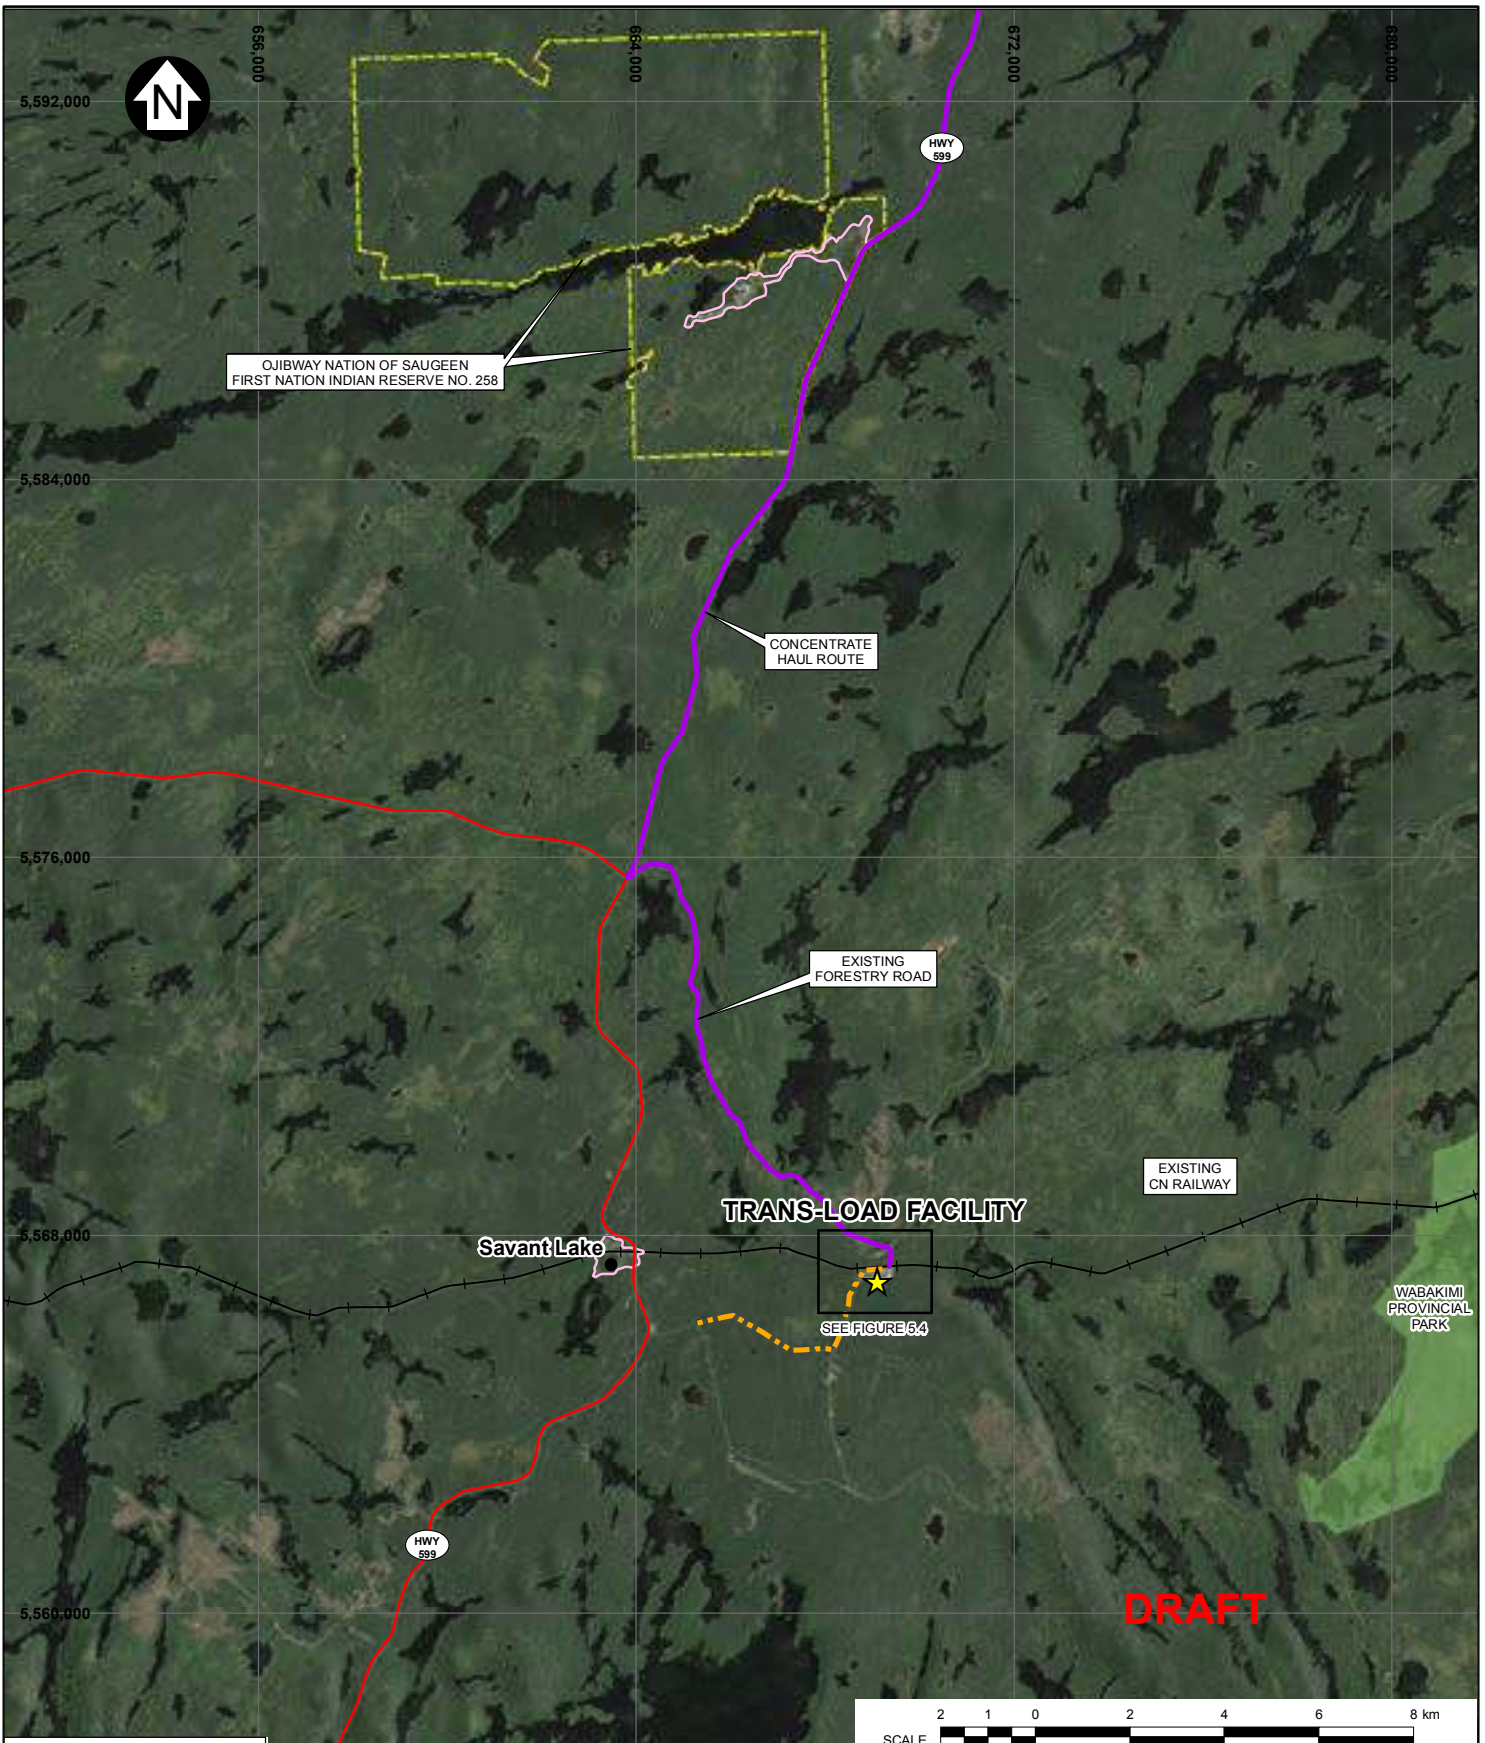 656,000
664,000
672,000
680,000
5,592,000
N
HWY
599
OJIBWAY NATION OF SAUGEEN
FIRST NATION INDIAN RESERVE NO. 258
5,584,000
CONCENTRATE
HAUL ROUTE
5,576,000
EXISTING
FORESTRY ROAD
EXISTING
CN RAILWAY
TRANS-LOAD FACILITY
5,568,000
Savant Lake
SEE FIGURE 5.4
WABAKIMI
PROVINCIAL
PARK
HWY
599
5,560,000
DRAFT
2 1 0 2 4 6 8 km
SCALE